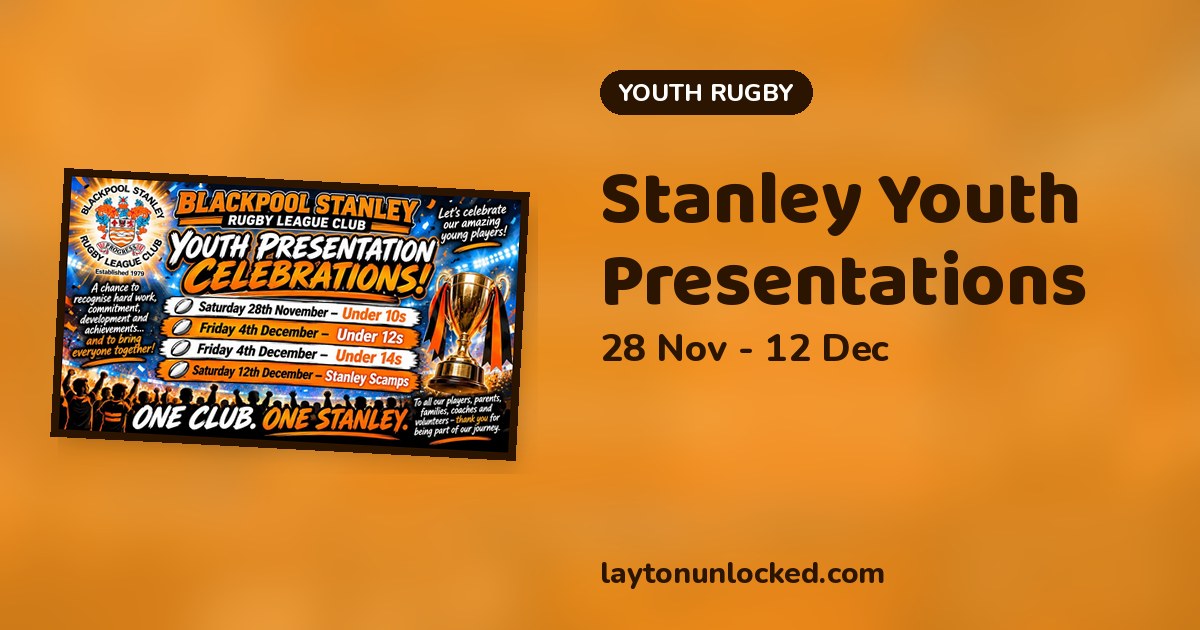 YOUTH RUGBY
Stanley Youth
Presentations
28 Nov - 12 Dec
laytonunlocked.com
BLACKPOOL STANLEY
RUGBY LEAGUE CLUB
PROGRESS
Established 1979
BLACKPOOL STANLEY
RUGBY LEAGUE CLUB
YOUTH PRESENTATION
CELEBRATIONS!
Let's celebrate
our amazing
young players!
A chance to
recognise hard work,
commitment,
development and
achievements...
and to bring
everyone together!
Saturday 28th November – Under 10s
Friday 4th December – Under 12s
Friday 4th December – Under 14s
Saturday 12th December – Stanley Scamps
ONE CLUB. ONE STANLEY.
To all our players, parents,
families, coaches and
volunteers – thank you for
being part of our journey.